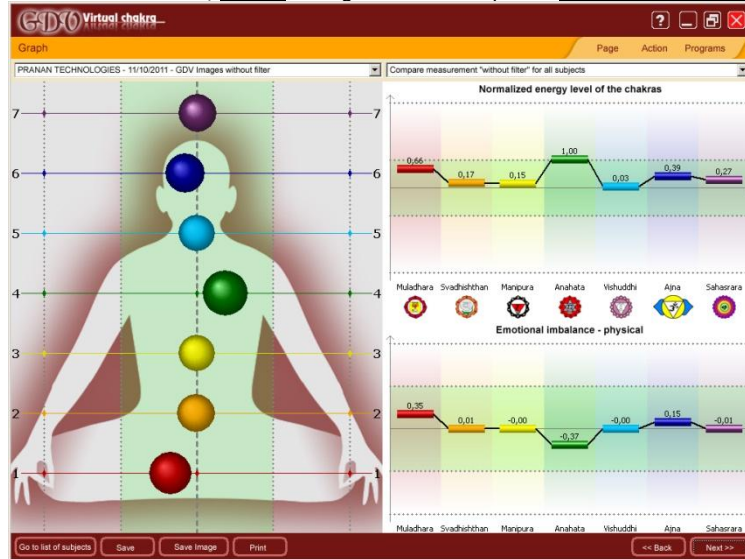 GDV Virtual chakra
Graph
Page Action Programs
PRANAN TECHNOLOGIES - 11/10/2011 - GDV Images without filter
Compare measurement "without filter" for all subjects
7 7
6 6
5 5
4 4
3 3
2 2
1 1
Normalized energy level of the chakras
0,66 0,17 0,15 1,00 0,03 0,39 0,27
Muladhara Svadhishthan Manipura Anahata Vishuddhi Ajna Sahasrara
Emotional imbalance - physical
0,35 0,01 -0,00 -0,37 -0,00 0,15 -0,01
Muladhara Svadhishthan Manipura Anahata Vishuddhi Ajna Sahasrara
Go to list of subjects Save Save Image Print << Back Next >>